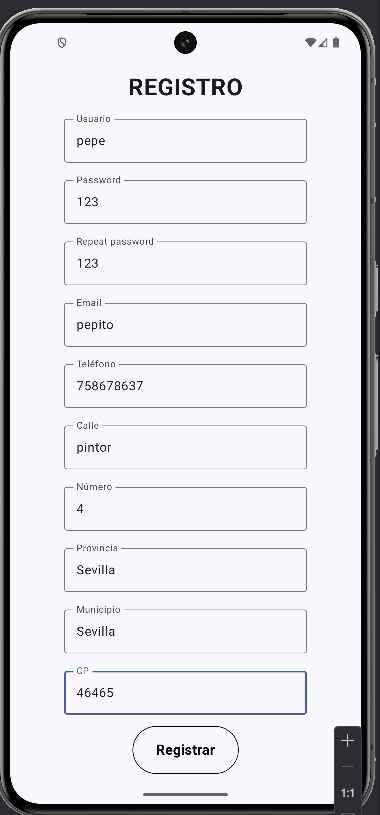 REGISTRO
Usuario
pepe
Password
123
Repeat password
123
Email
pepito
Teléfono
758678637
Calle
pintor
Número
4
Provincia
Sevilla
Municipio
Sevilla
CP
46465
Registrar
1:1